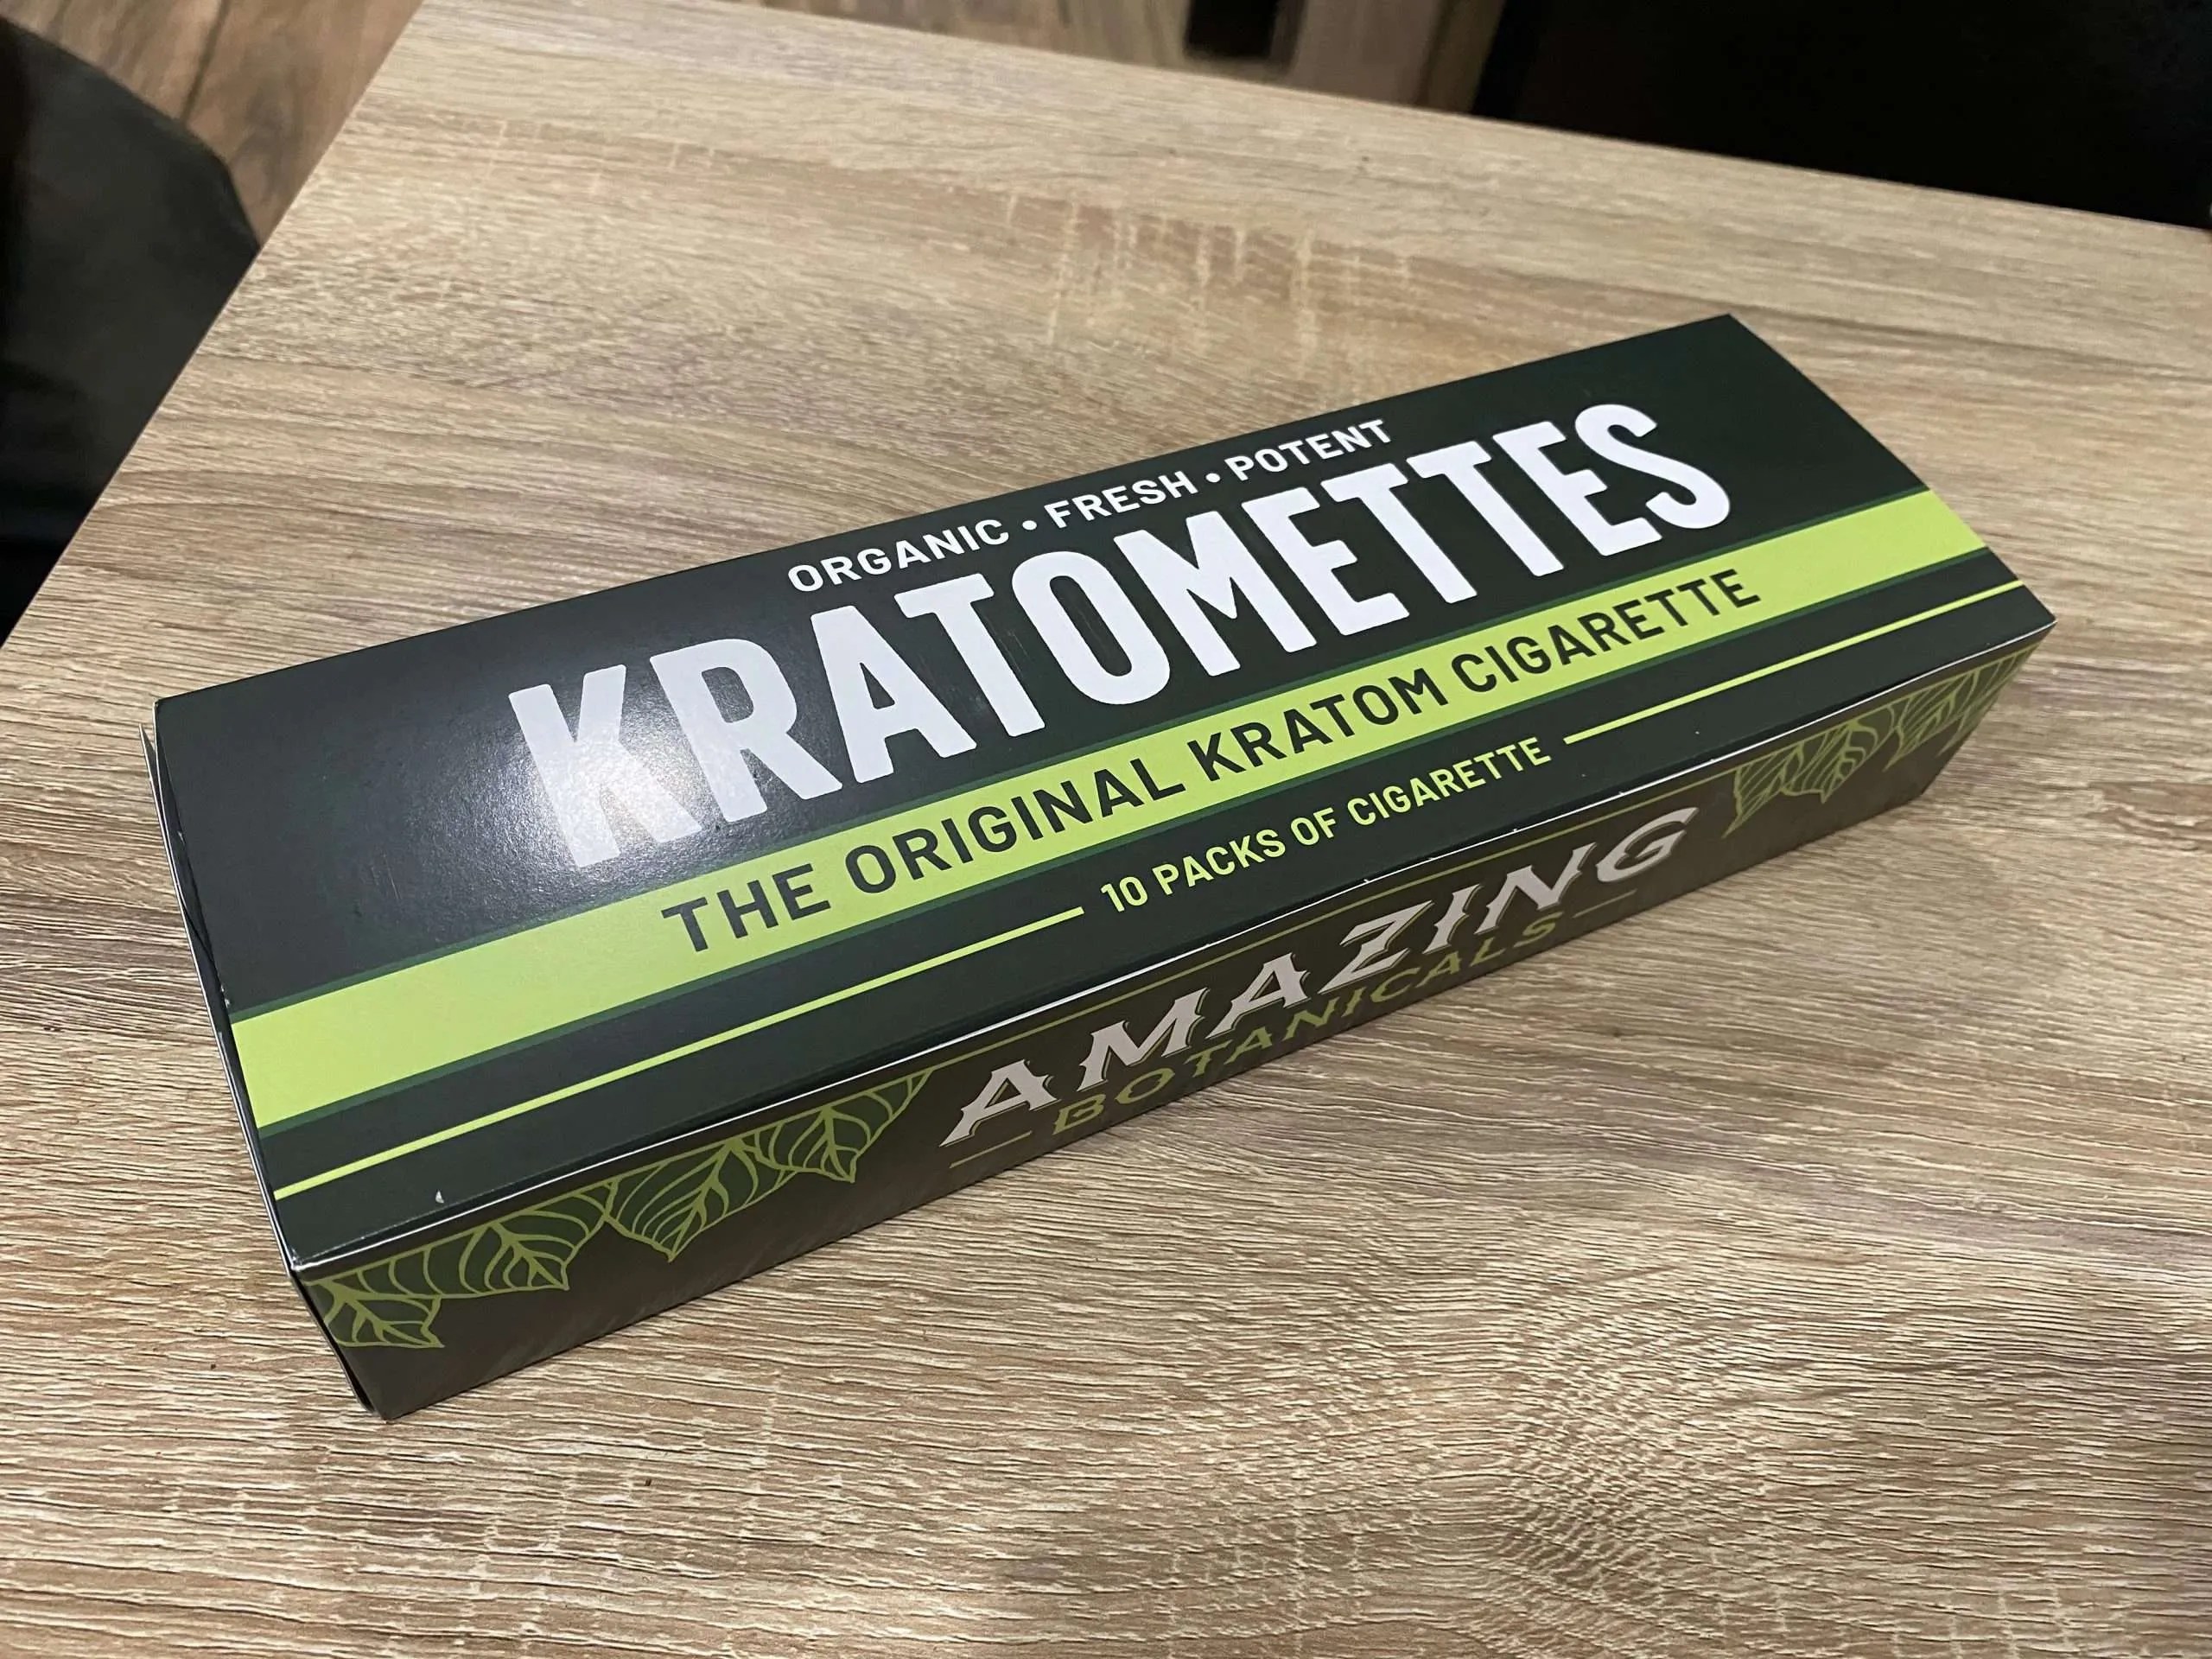 ORGANIC • FRESH • POTENT
KRATOMETTES
THE ORIGINAL KRATOM CIGARETTE
10 PACKS OF CIGARETTE
AMAZING
BOTANICALS